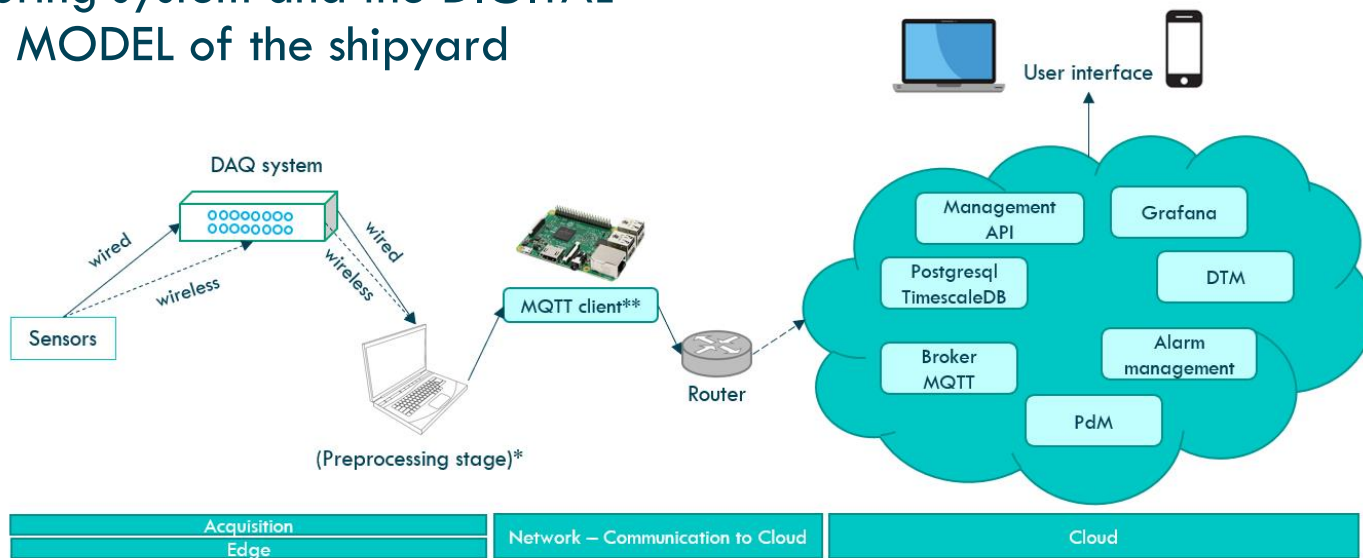 MODEL of the shipyard
User interface
DAQ system
wired
wireless
wired
wireless
Sensors
(Preprocessing stage)*
MQTT client**
Router
Management
API
Grafana
Postgresql
TimescaleDB
DTM
Broker
MQTT
Alarm
management
PdM
Acquisition
Edge
Network – Communication to Cloud
Cloud